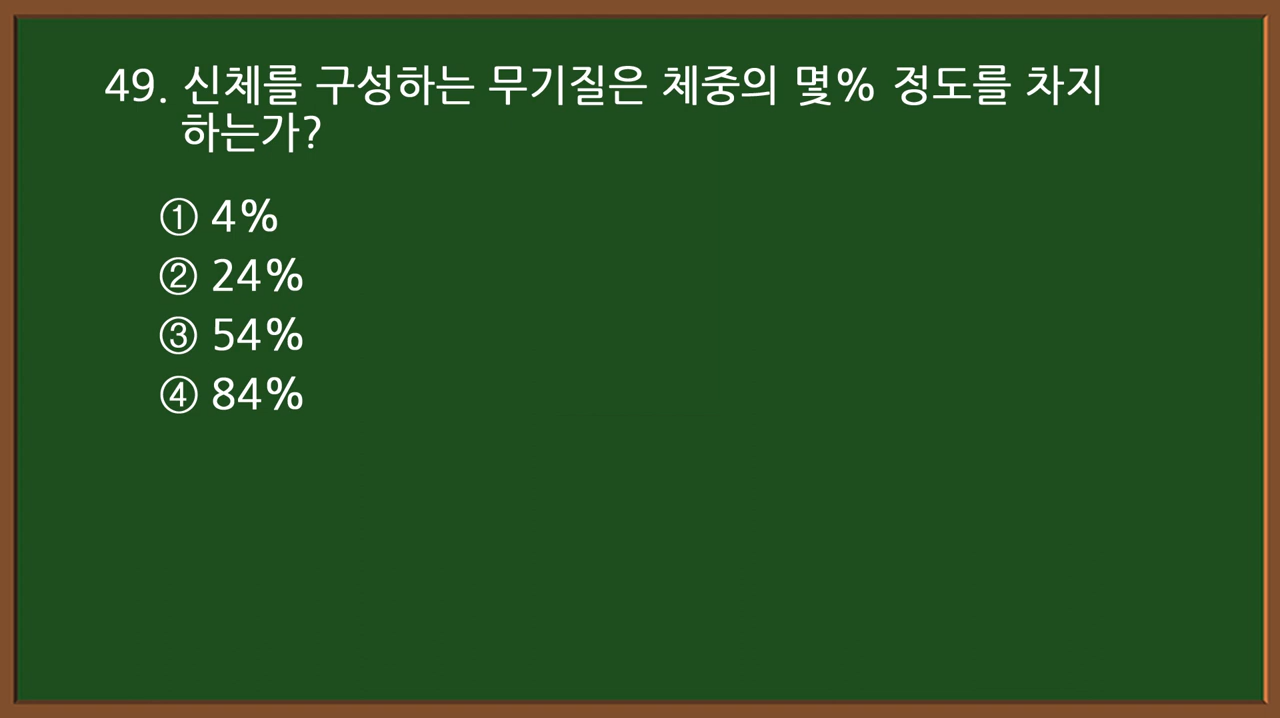 49. 신체를 구성하는 무기질은 체중의 몇% 정도를 차지
하는가?
① 4%
② 24%
③ 54%
④ 84%